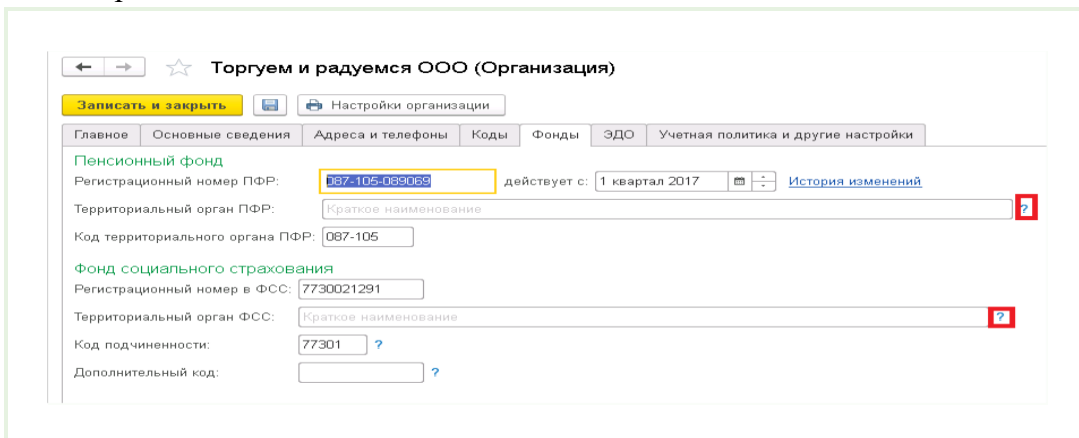 Торгуем и радуемся ООО (Организация)
Записать и закрыть Настройки организации
Главное Основные сведения Адреса и телефоны Коды Фонды ЭДО Учетная политика и другие настройки
Пенсионный фонд
Регистрационный номер ПФР: 087-105-089069 действует с: 1 квартал 2017 История изменений
Территориальный орган ПФР: Краткое наименование ?
Код территориального органа ПФР: 087-105
Фонд социального страхования
Регистрационный номер в ФСС: 7730021291
Территориальный орган ФСС: Краткое наименование ?
Код подчиненности: 77301 ?
Дополнительный код: ?